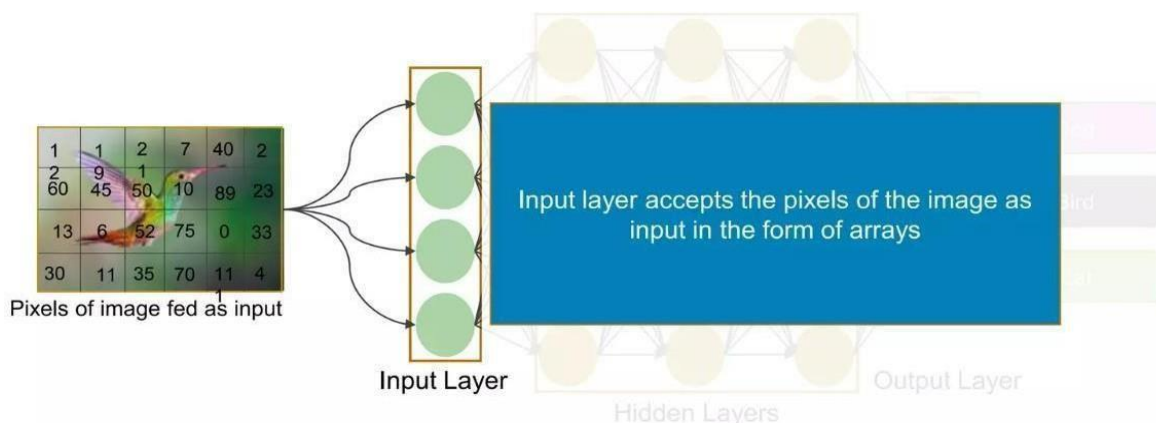 1 1 2 7 40 2
2 9 1
60 45 50 10 89 23
13 6 52 75 0 33
30 11 35 70 11 4
1
Pixels of image fed as input
Input Layer
Input layer accepts the pixels of the image as
input in the form of arrays
Bird
Output Layer
Hidden Layers